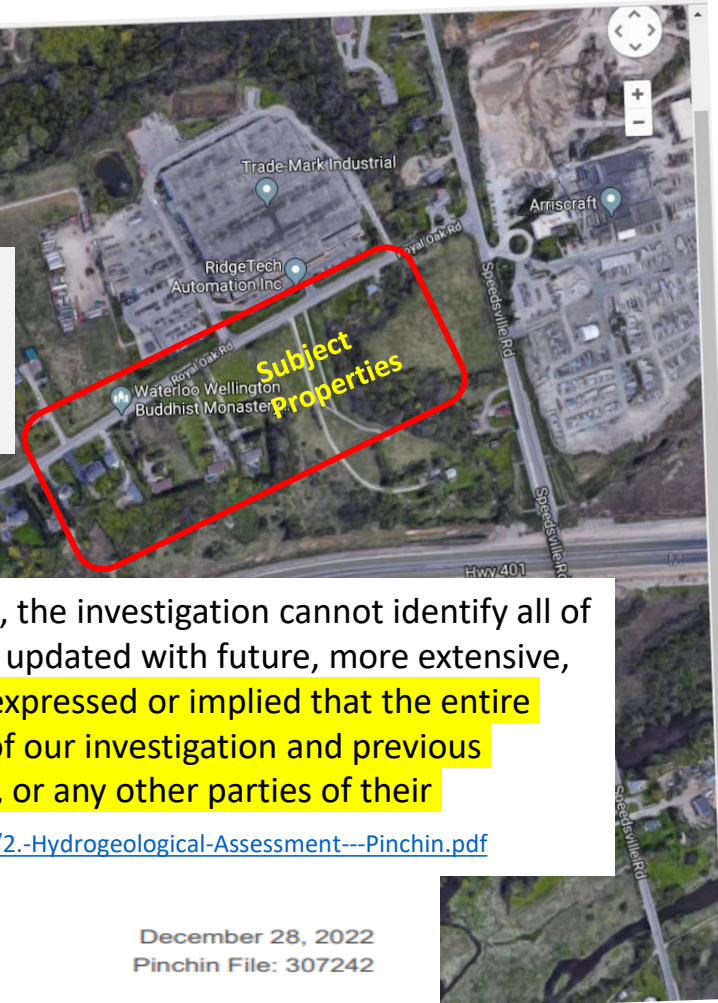 Trade-Mark Industrial
Arriscraft
Royal Oak Rd
RidgeTech
Automation Inc
Speedsville Rd
Royal Oak Rd
Subject
Properties
Waterloo Wellington
Buddhist Monastery
Speedsville Rd
Hwy 401
, the investigation cannot identify all of
updated with future, more extensive,
expressed or implied that the entire
of our investigation and previous
, or any other parties of their
/2.-Hydrogeological-Assessment---Pinchin.pdf
Speedsville Rd
December 28, 2022
Pinchin File: 307242